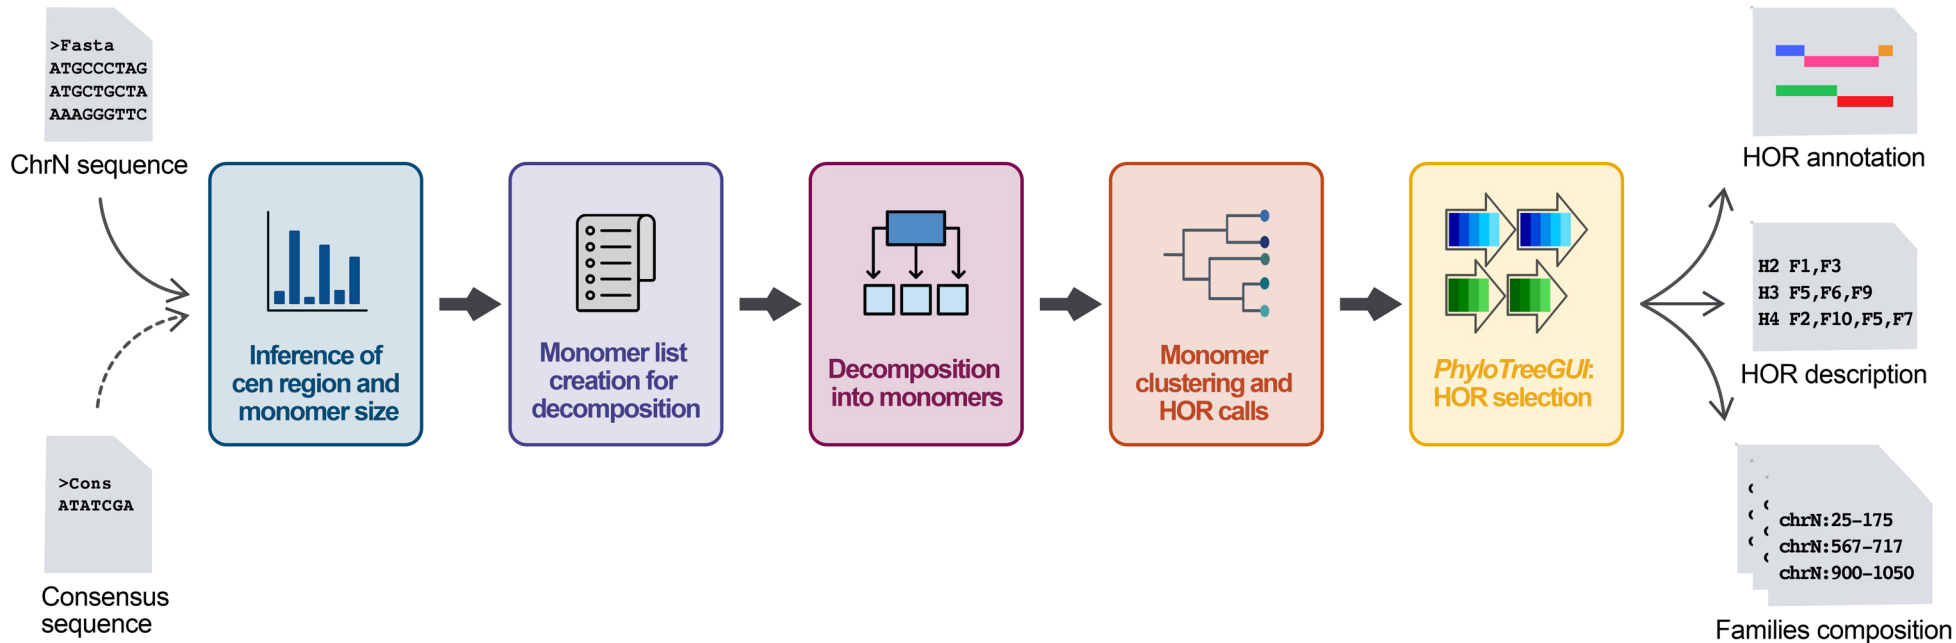 >Fasta
ATGCCCTAG
ATGCTGCTA
AAAGGGTTC
ChrN sequence
>Cons
ATATCGA
Consensus
sequence
Inference of
cen region and
monomer size
Monomer list
creation for
decomposition
Decomposition
into monomers
Monomer
clustering and
HOR calls
PhyloTreeGUI:
HOR selection
HOR annotation
H2 F1,F3
H3 F5,F6,F9
H4 F2,F10,F5,F7
HOR description
chrN:25-175
chrN:567-717
chrN:900-1050
Families composition